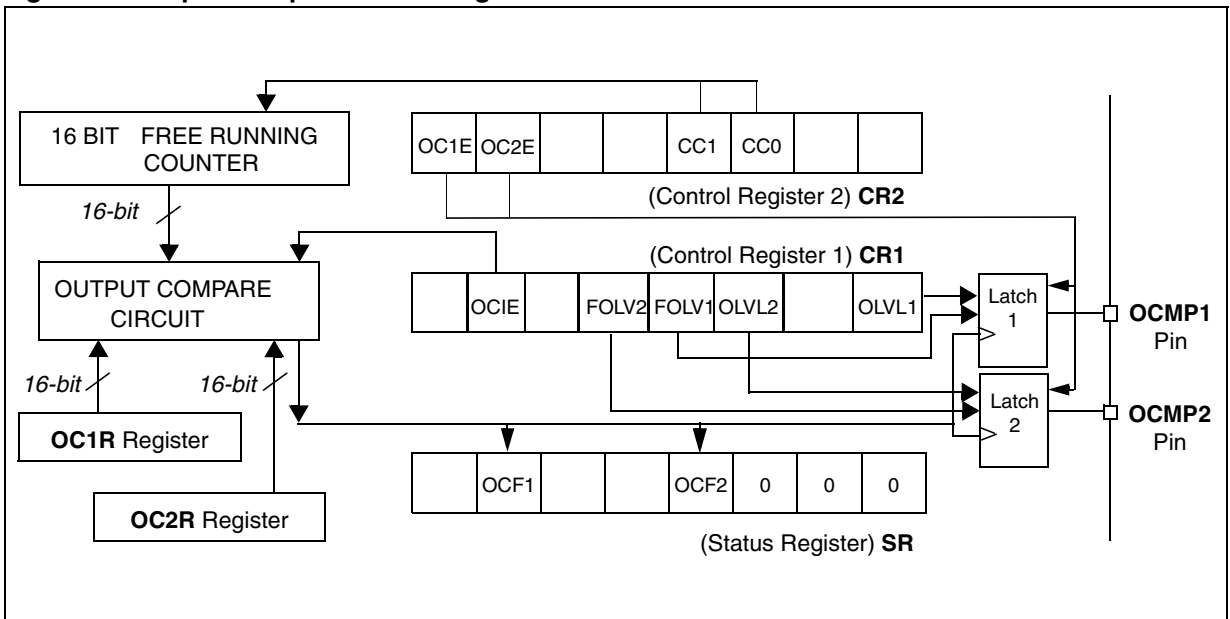 16 BIT FREE RUNNING
COUNTER
16-bit
OC1E OC2E CC1 CC0
(Control Register 2) CR2
(Control Register 1) CR1
OUTPUT COMPARE
CIRCUIT
OCIE FOLV2 FOLV1 OLVL2 OLVL1
Latch
1
OCMP1
Pin
16-bit
16-bit
Latch
2
OCMP2
Pin
OC1R Register
OCF1 OCF2 0 0 0
OC2R Register
(Status Register) SR